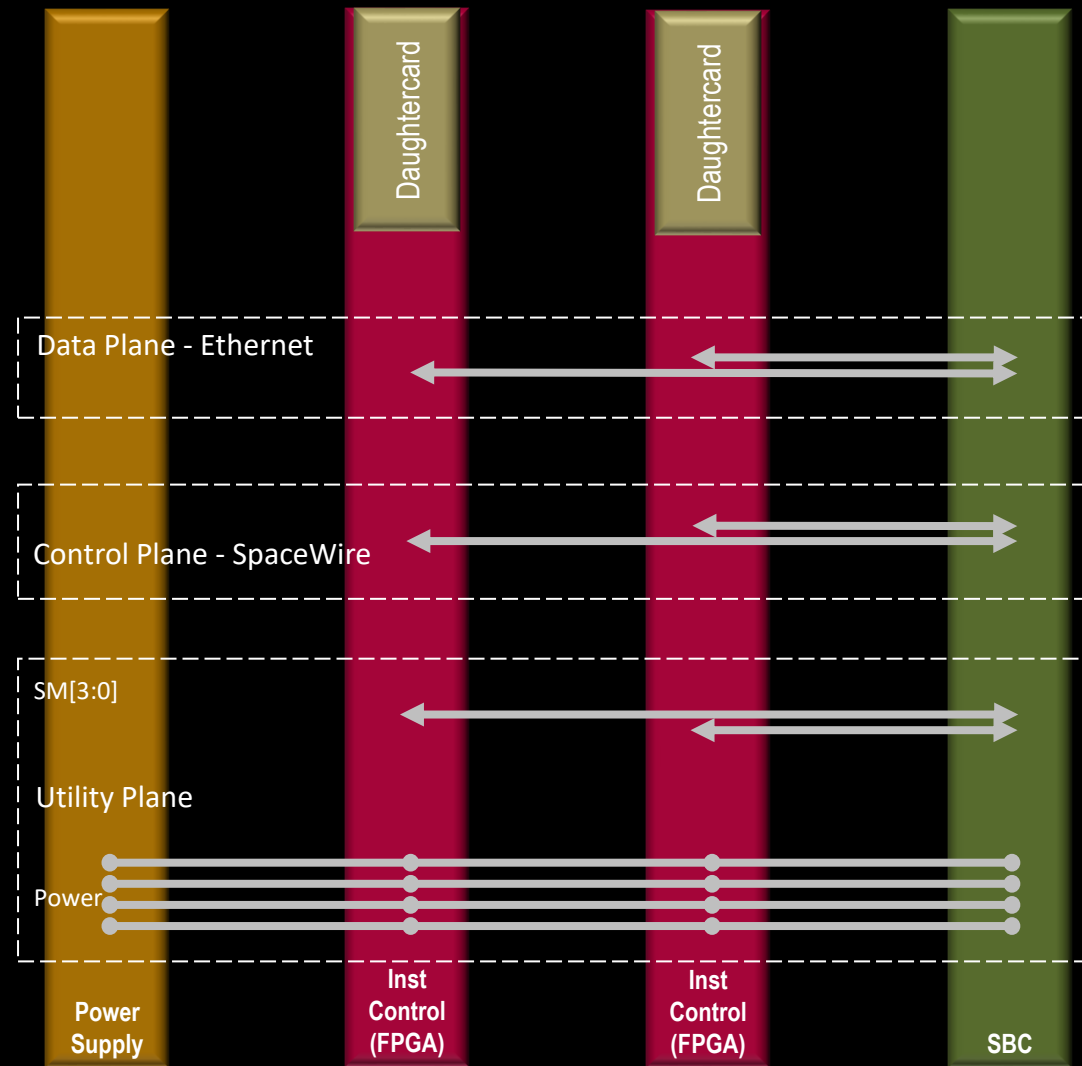 Daughtercard
Daughtercard
Data Plane - Ethernet
Control Plane - SpaceWire
SM[3:0]
Utility Plane
Power
Power
Supply
Inst
Control
(FPGA)
Inst
Control
(FPGA)
SBC